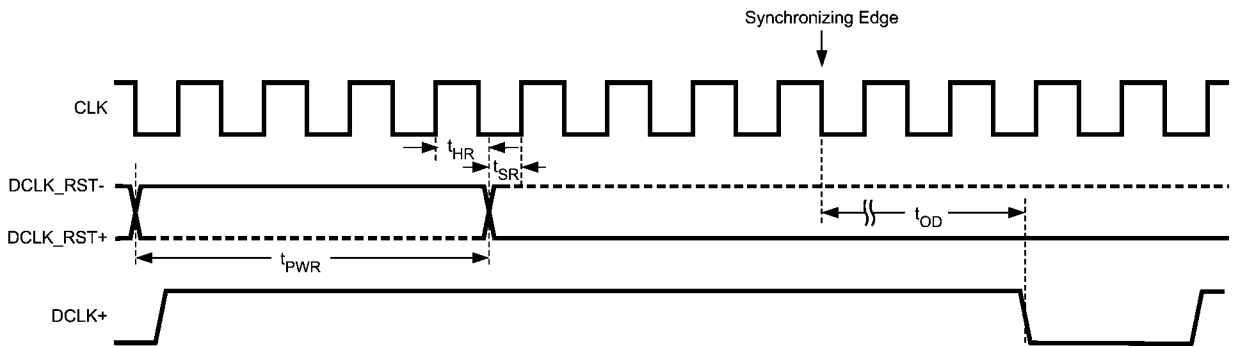 Synchronizing Edge
CLK
tHR
tSR
DCLK_RST-
DCLK_RST+
tOD
tPWR
DCLK+